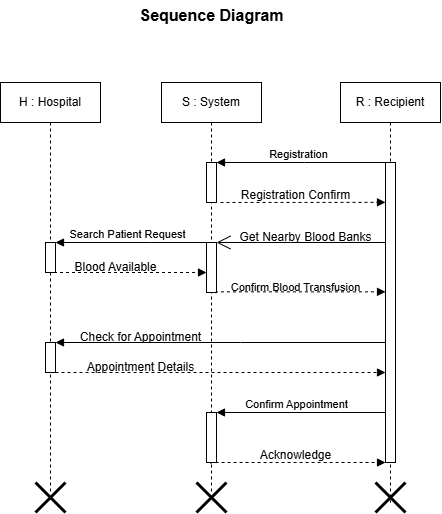 Sequence Diagram
H : Hospital
S : System
R : Recipient
Registration
Registration Confirm
Search Patient Request
Get Nearby Blood Banks
Blood Available
Confirm Blood Transfusion
Check for Appointment
Appointment Details
Confirm Appointment
Acknowledge